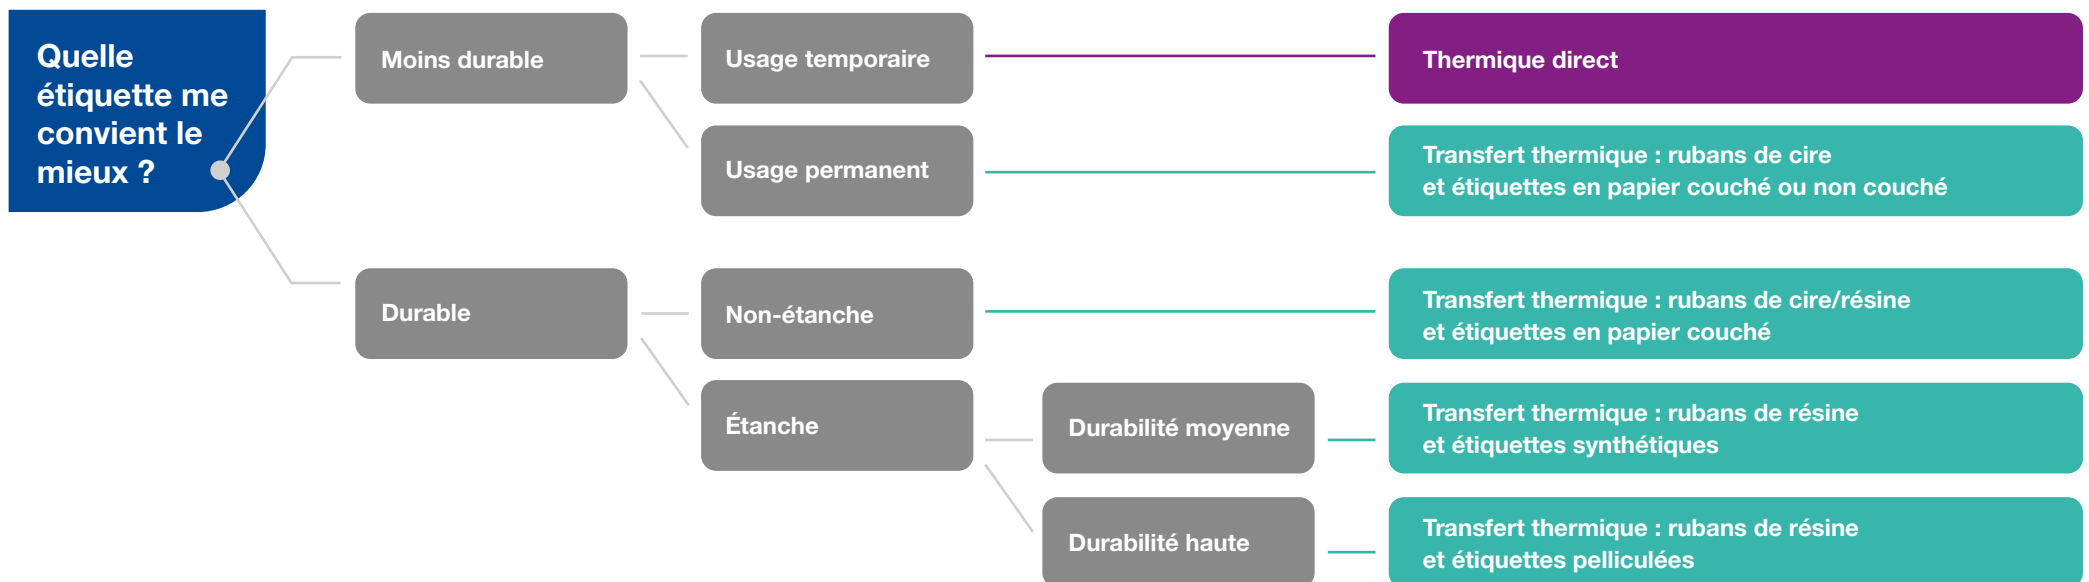 Quelle
étiquette me
convient le
mieux ?
Moins durable
Usage temporaire
Thermique direct
Usage permanent
Transfert thermique : rubans de cire
et étiquettes en papier couché ou non couché
Durable
Non-étanche
Transfert thermique : rubans de cire/résine
et étiquettes en papier couché
Étanche
Durabilité moyenne
Transfert thermique : rubans de résine
et étiquettes synthétiques
Durabilité haute
Transfert thermique : rubans de résine
et étiquettes pelliculées